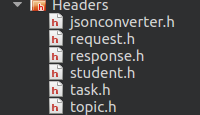 Headers
jsonconverter.h
request.h
response.h
student.h
task.h
topic.h